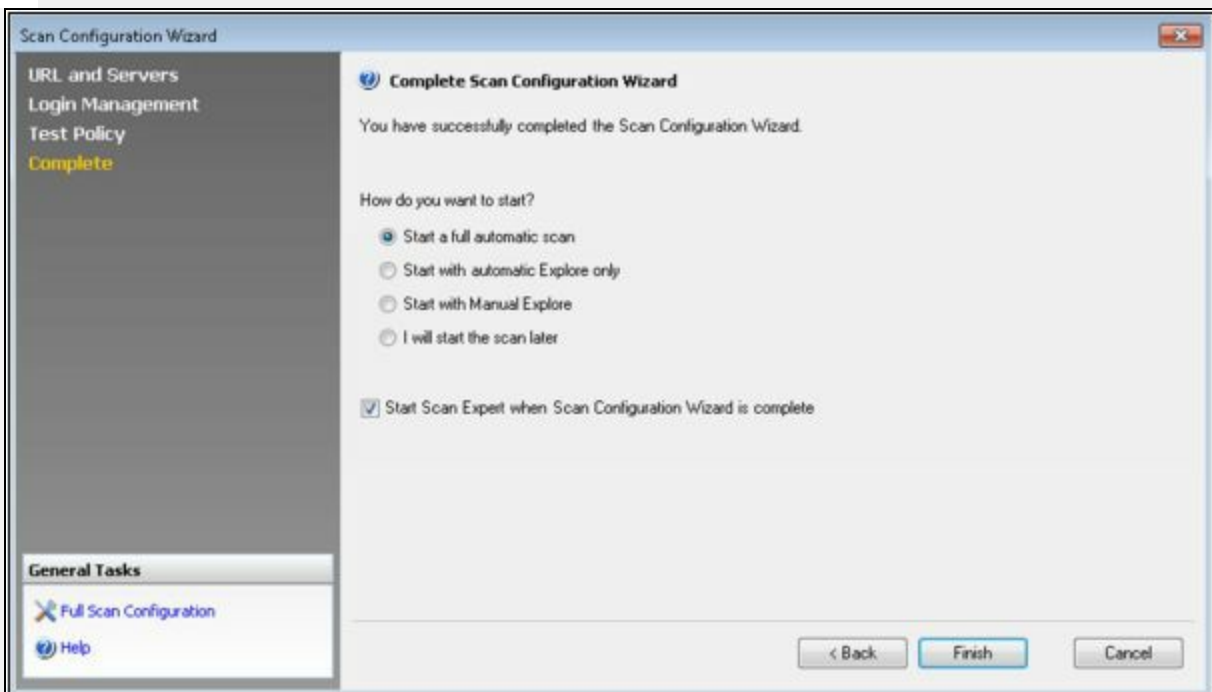 Scan Configuration Wizard
URL and Servers
Login Management
Test Policy
Complete
Complete Scan Configuration Wizard
You have successfully completed the Scan Configuration Wizard.
How do you want to start?
Start a full automatic scan
Start with automatic Explore only
Start with Manual Explore
I will start the scan later
Start Scan Expert when Scan Configuration Wizard is complete
General Tasks
Full Scan Configuration
Help
< Back
Finish
Cancel